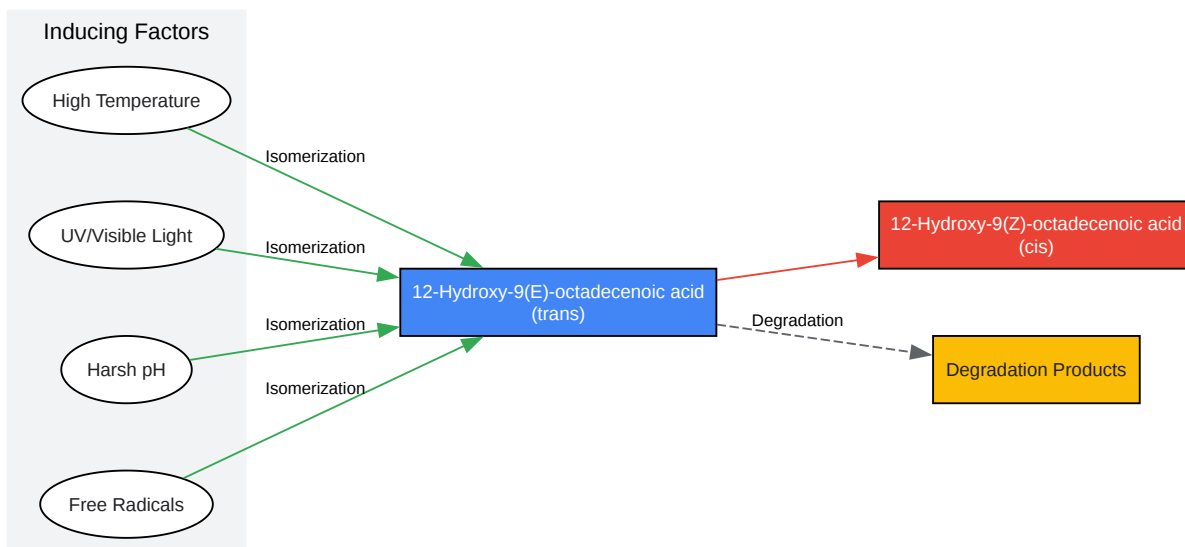 Inducing Factors
High Temperature
Isomerization
UV/Visible Light
Isomerization
Harsh pH
Isomerization
Free Radicals
Isomerization
12-Hydroxy-9(E)-octadecenoic acid
(trans)
12-Hydroxy-9(Z)-octadecenoic acid
(cis)
Degradation
Degradation Products